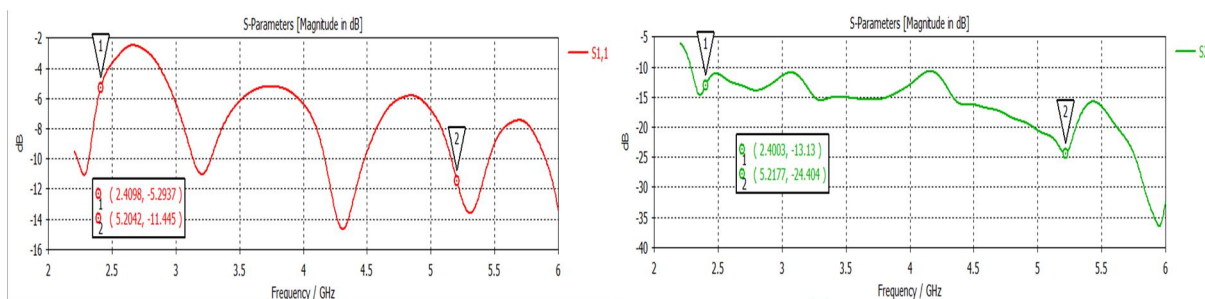 S-Parameters [Magnitude in dB]
S1,1
-2
-4
-6
-8
-10
-12
-14
-16
dB
1
2
1 ( 2.4098, -5.2937 )
2 ( 5.2042, -11.445 )
2 2.5 3 3.5 4 4.5 5 5.5 6
Frequency / GHz
S-Parameters [Magnitude in dB]
-5
-10
-15
-20
-25
-30
-35
-40
dB
1
2
1 ( 2.4003, -13.13 )
2 ( 5.2177, -24.404 )
2 2.5 3 3.5 4 4.5 5 5.5 6
Frequency / GHz